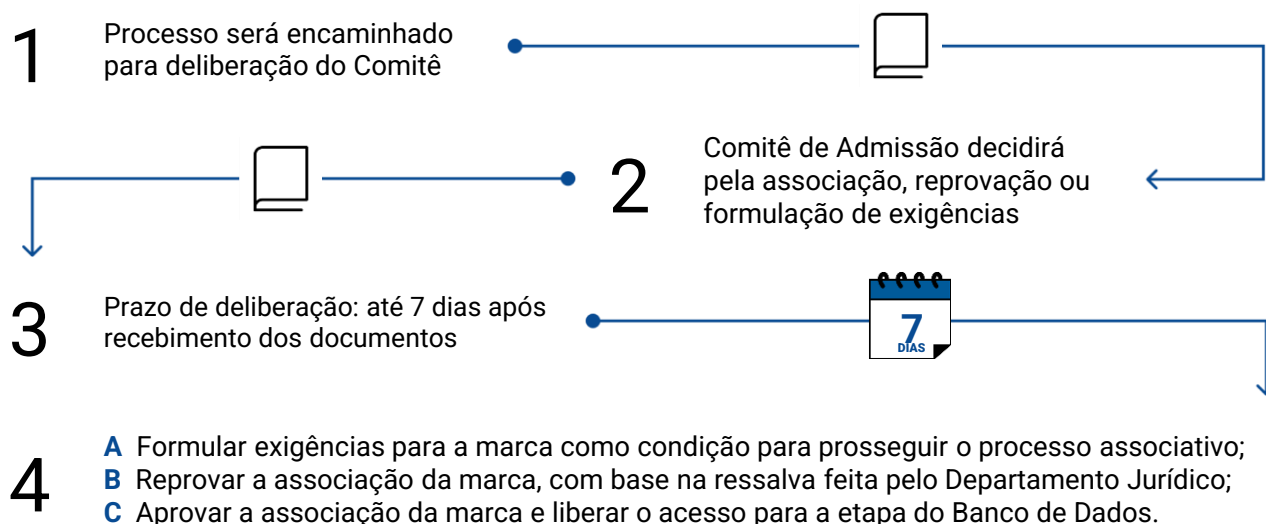 1
Processo será encaminhado
para deliberação do Comitê
2
Comitê de Admissão decidirá
pela associação, reprovação ou
formulação de exigências
3
Prazo de deliberação: até 7 dias após
recebimento dos documentos
7
DIAS
4
A Formular exigências para a marca como condição para prosseguir o processo associativo;
B Reprovar a associação da marca, com base na ressalva feita pelo Departamento Jurídico;
C Aprovar a associação da marca e liberar o acesso para a etapa do Banco de Dados.